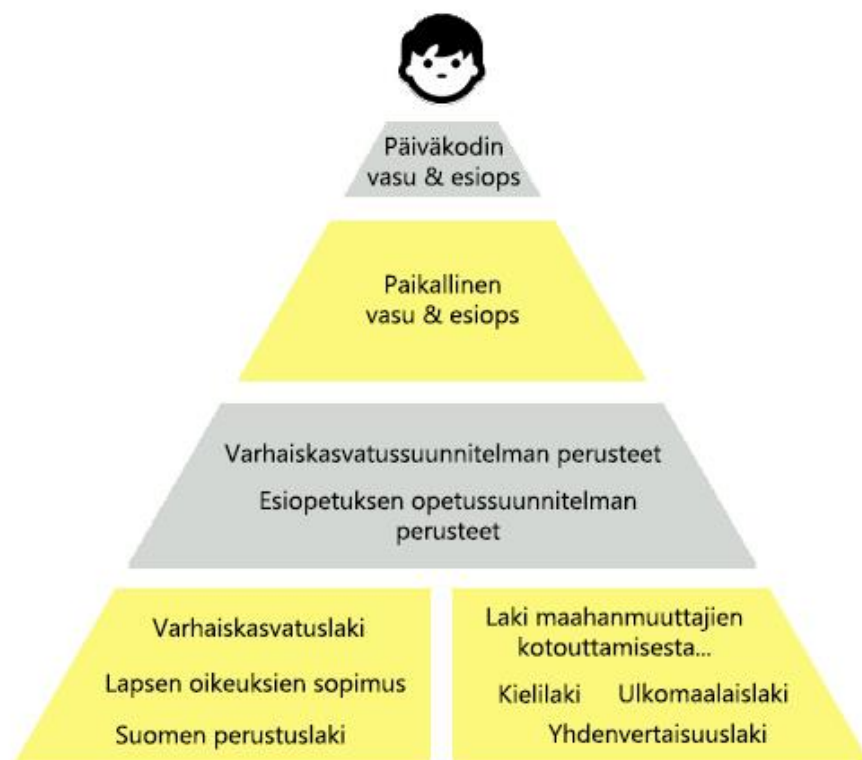 Päiväkodin
vasu & esiops
Paikallinen
vasu & esiops
Varhaiskasvatussuunnitelman perusteet
Esiopetuksen opetussuunnitelman
perusteet
Varhaiskasvatuslaki
Lapsen oikeuksien sopimus
Suomen perustuslaki
Laki maahanmuuttajien
kotouttamisesta...
Kielilaki Ulkomaalaislaki
Yhdenvertaisuuslaki